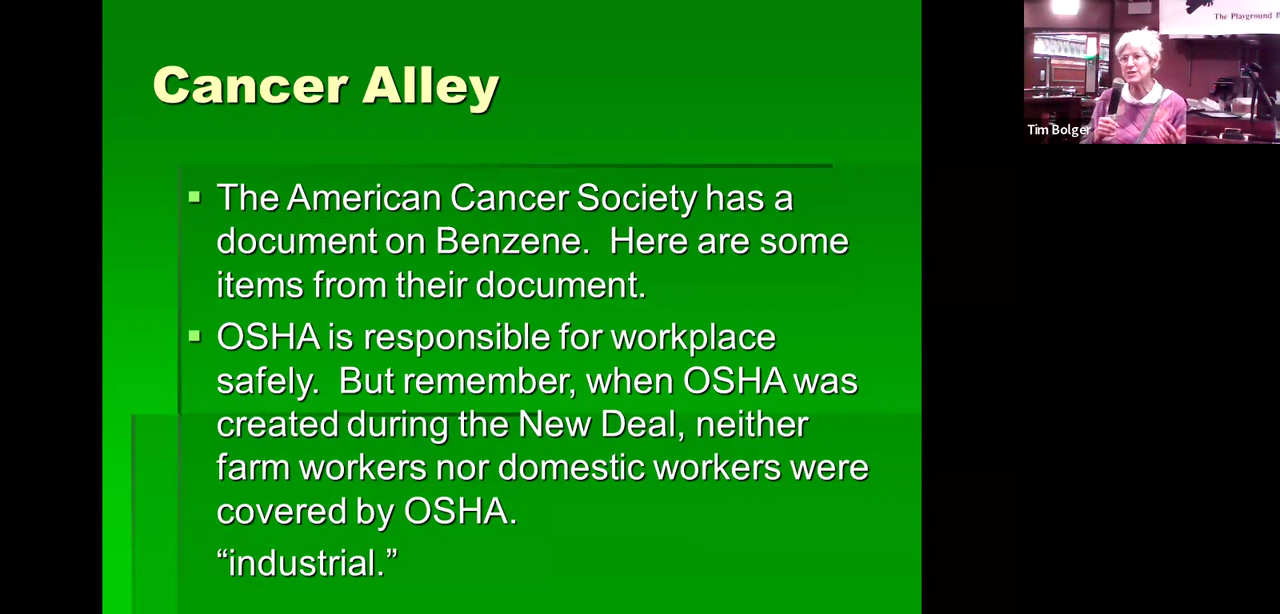 Cancer Alley
The American Cancer Society has a
document on Benzene.  Here are some
items from their document.
OSHA is responsible for workplace
safely.  But remember, when OSHA was
created during the New Deal, neither
farm workers nor domestic workers were
covered by OSHA.
“industrial.”
The Playground
Tim Bolger